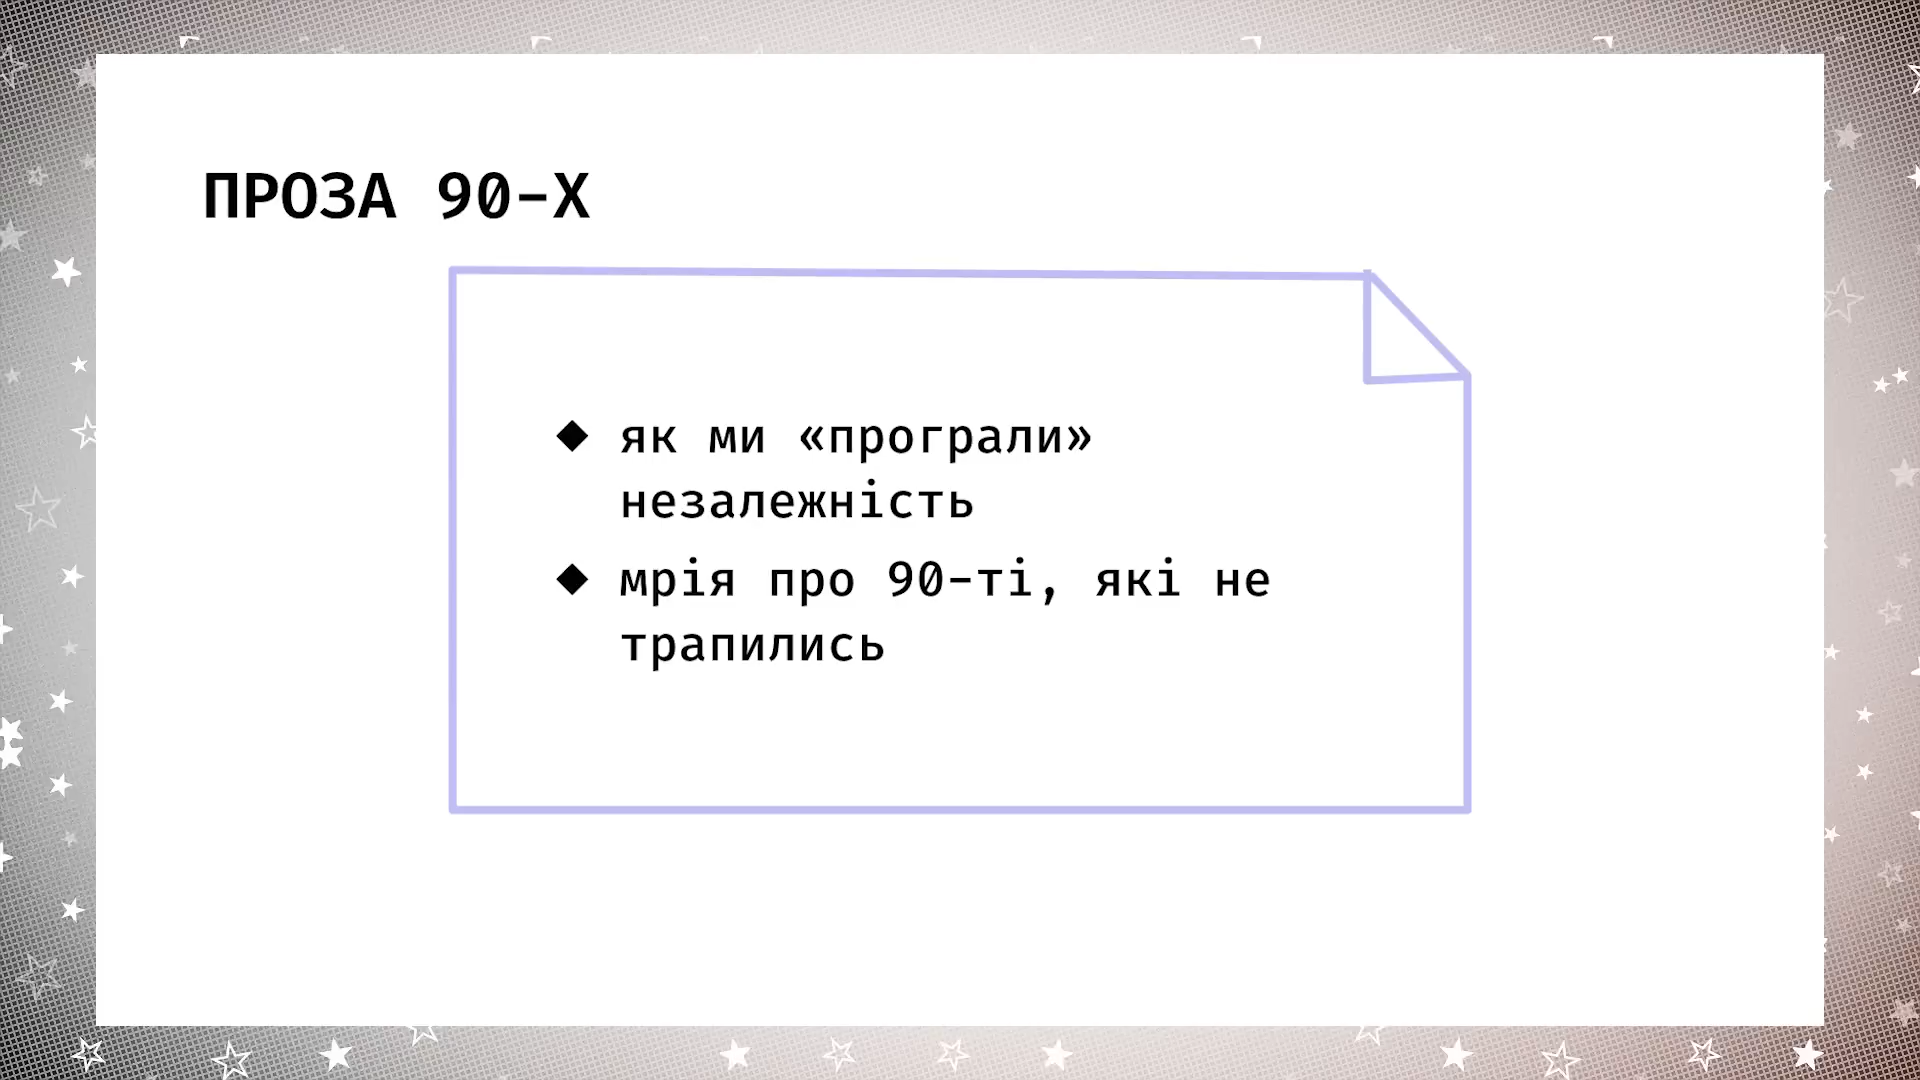 ПРОЗА 90-Х
◆ як ми «програли»
незалежність
◆ мрія про 90-ті, які не
трапились